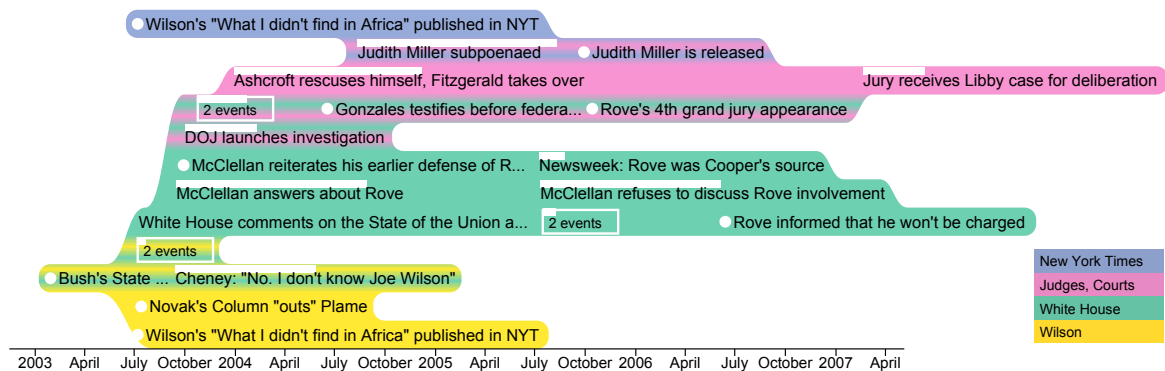 Wilson's "What I didn't find in Africa" published in NYT
Judith Miller subpoenaed
Judith Miller is released
Ashcroft rescuses himself, Fitzgerald takes over
Jury receives Libby case for deliberation
2 events
Gonzales testifies before federa...
Rove's 4th grand jury appearance
DOJ launches investigation
McClellan reiterates his earlier defense of R...
Newsweek: Rove was Cooper's source
McClellan answers about Rove
McClellan refuses to discuss Rove involvement
White House comments on the State of the Union a...
2 events
Rove informed that he won't be charged
2 events
Bush's State ...
Cheney: "No. I don't know Joe Wilson"
Novak's Column "outs" Plame
Wilson's "What I didn't find in Africa" published in NYT
New York Times
Judges, Courts
White House
Wilson
2003 April July October 2004 April July October 2005 April July October 2006 April July October 2007 April